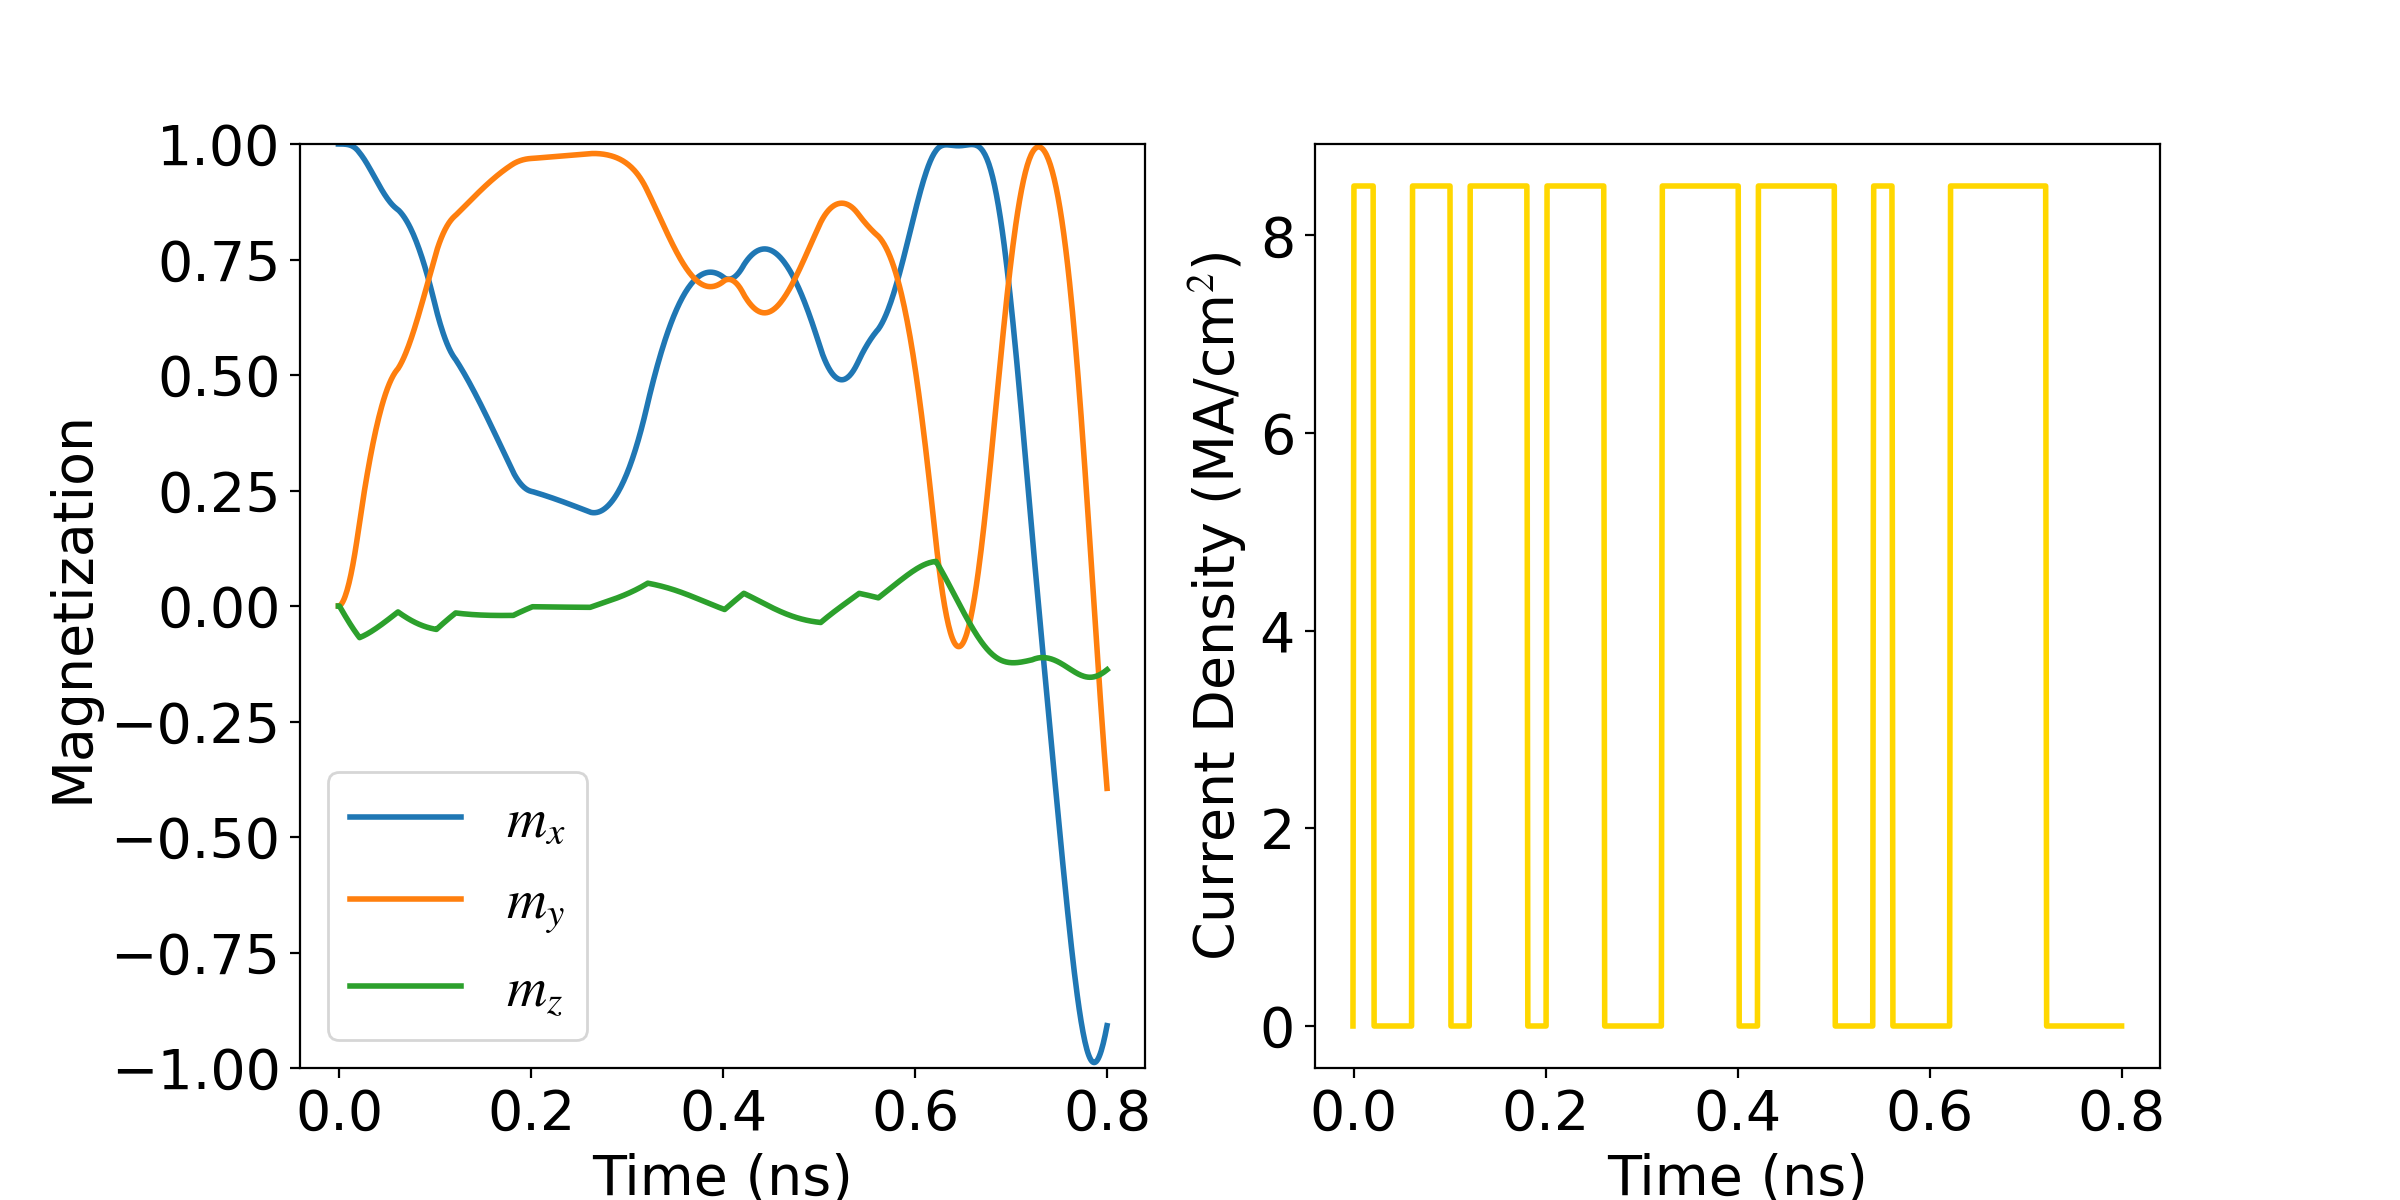 Magnetization
1.00
0.75
0.50
0.25
0.00
−0.25
−0.50
−0.75
−1.00
m_x
m_y
m_z
0.0 0.2 0.4 0.6 0.8
Time (ns)
Current Density (MA/cm²)
8
6
4
2
0
0.0 0.2 0.4 0.6 0.8
Time (ns)